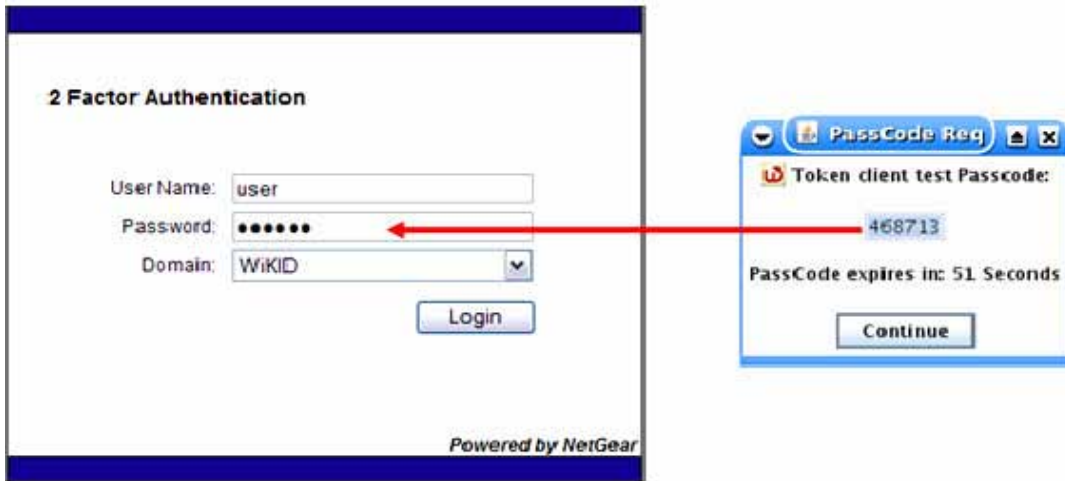 2 Factor Authentication
User Name: user
Password: ••••••
Domain: WiKID
Login
Powered by NetGear
PassCode Req
Token client test Passcode:
468713
PassCode expires in: 51 Seconds
Continue